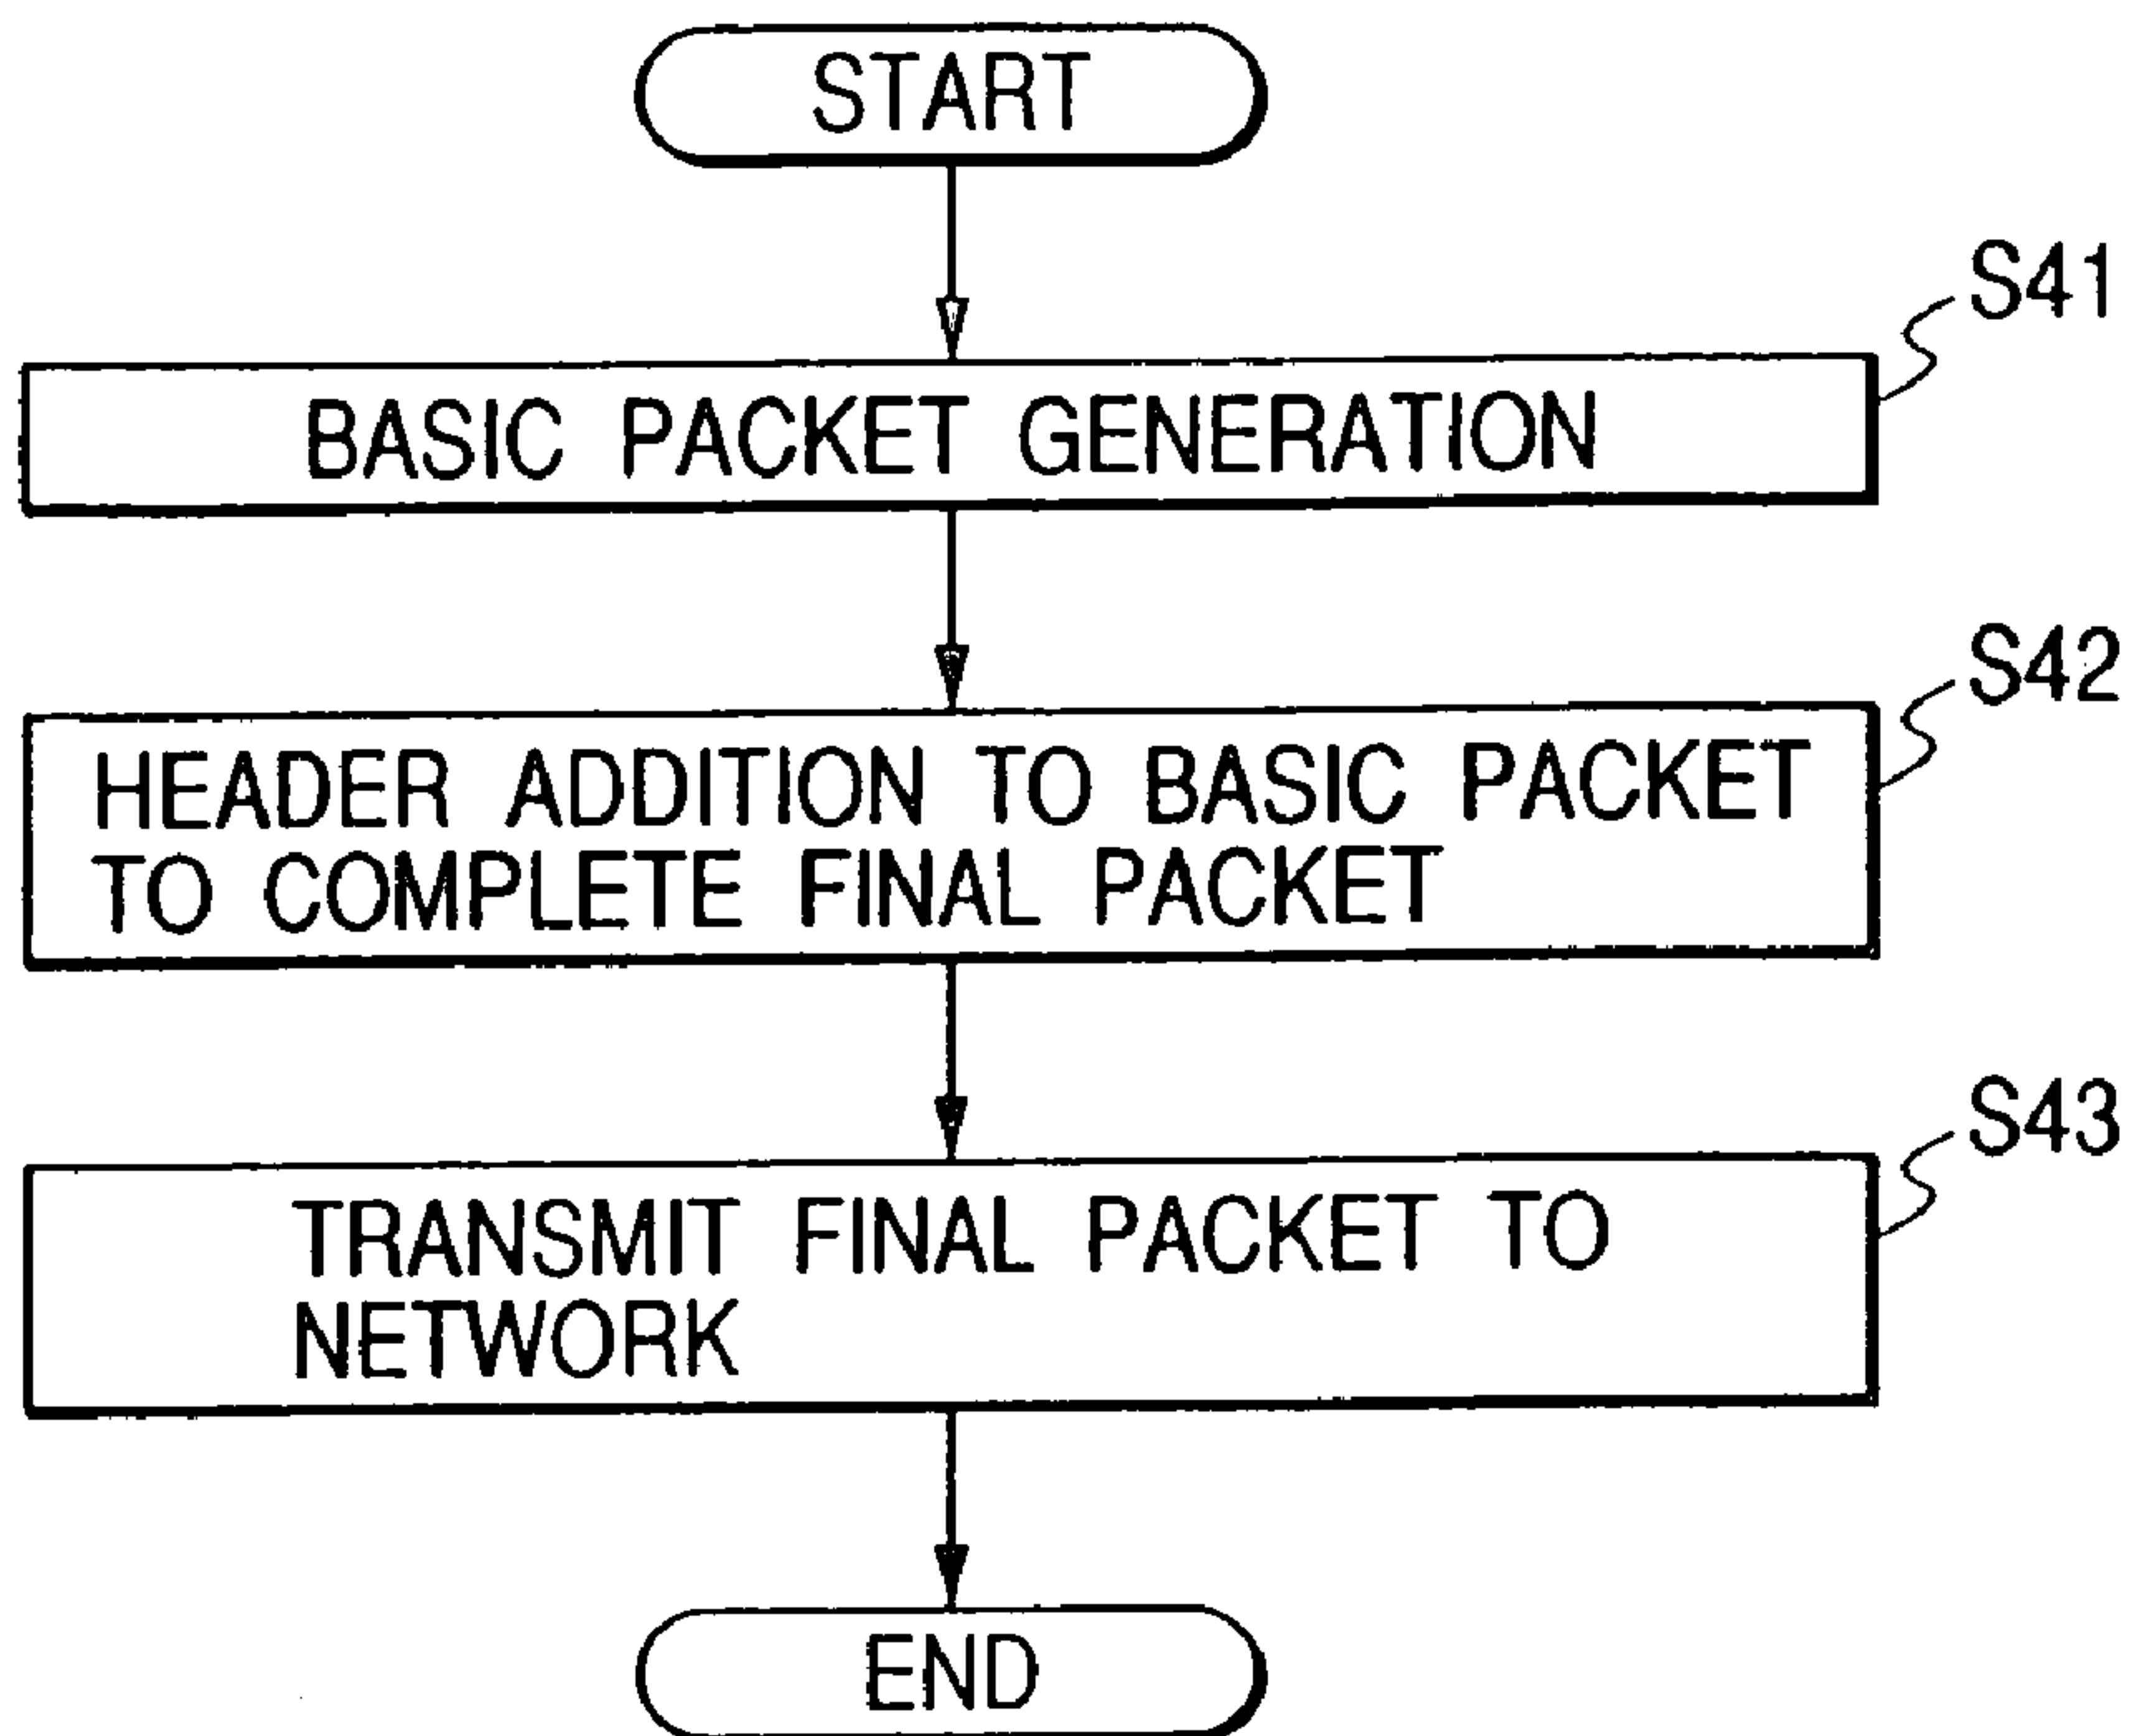 START
S41
BASIC PACKET GENERATION
S42
HEADER ADDITION TO BASIC PACKET
TO COMPLETE FINAL PACKET
S43
TRANSMIT FINAL PACKET TO
NETWORK
END